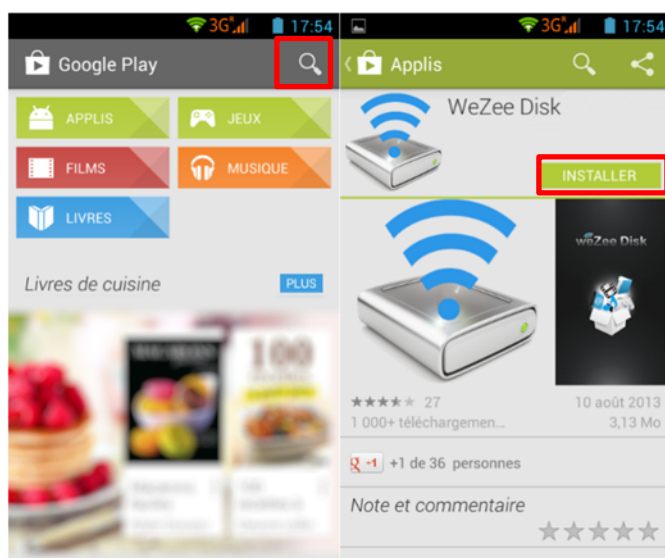 3G 17:54
Google Play
APPLIS
JEUX
FILMS
MUSIQUE
LIVRES
Livres de cuisine
PLUS
100
3G 17:54
Applis
WeZee Disk
INSTALLER
weZee Disk
27
1 000+ téléchargemen...
10 août 2013
3,13 Mo
+1
+1 de 36 personnes
Note et commentaire